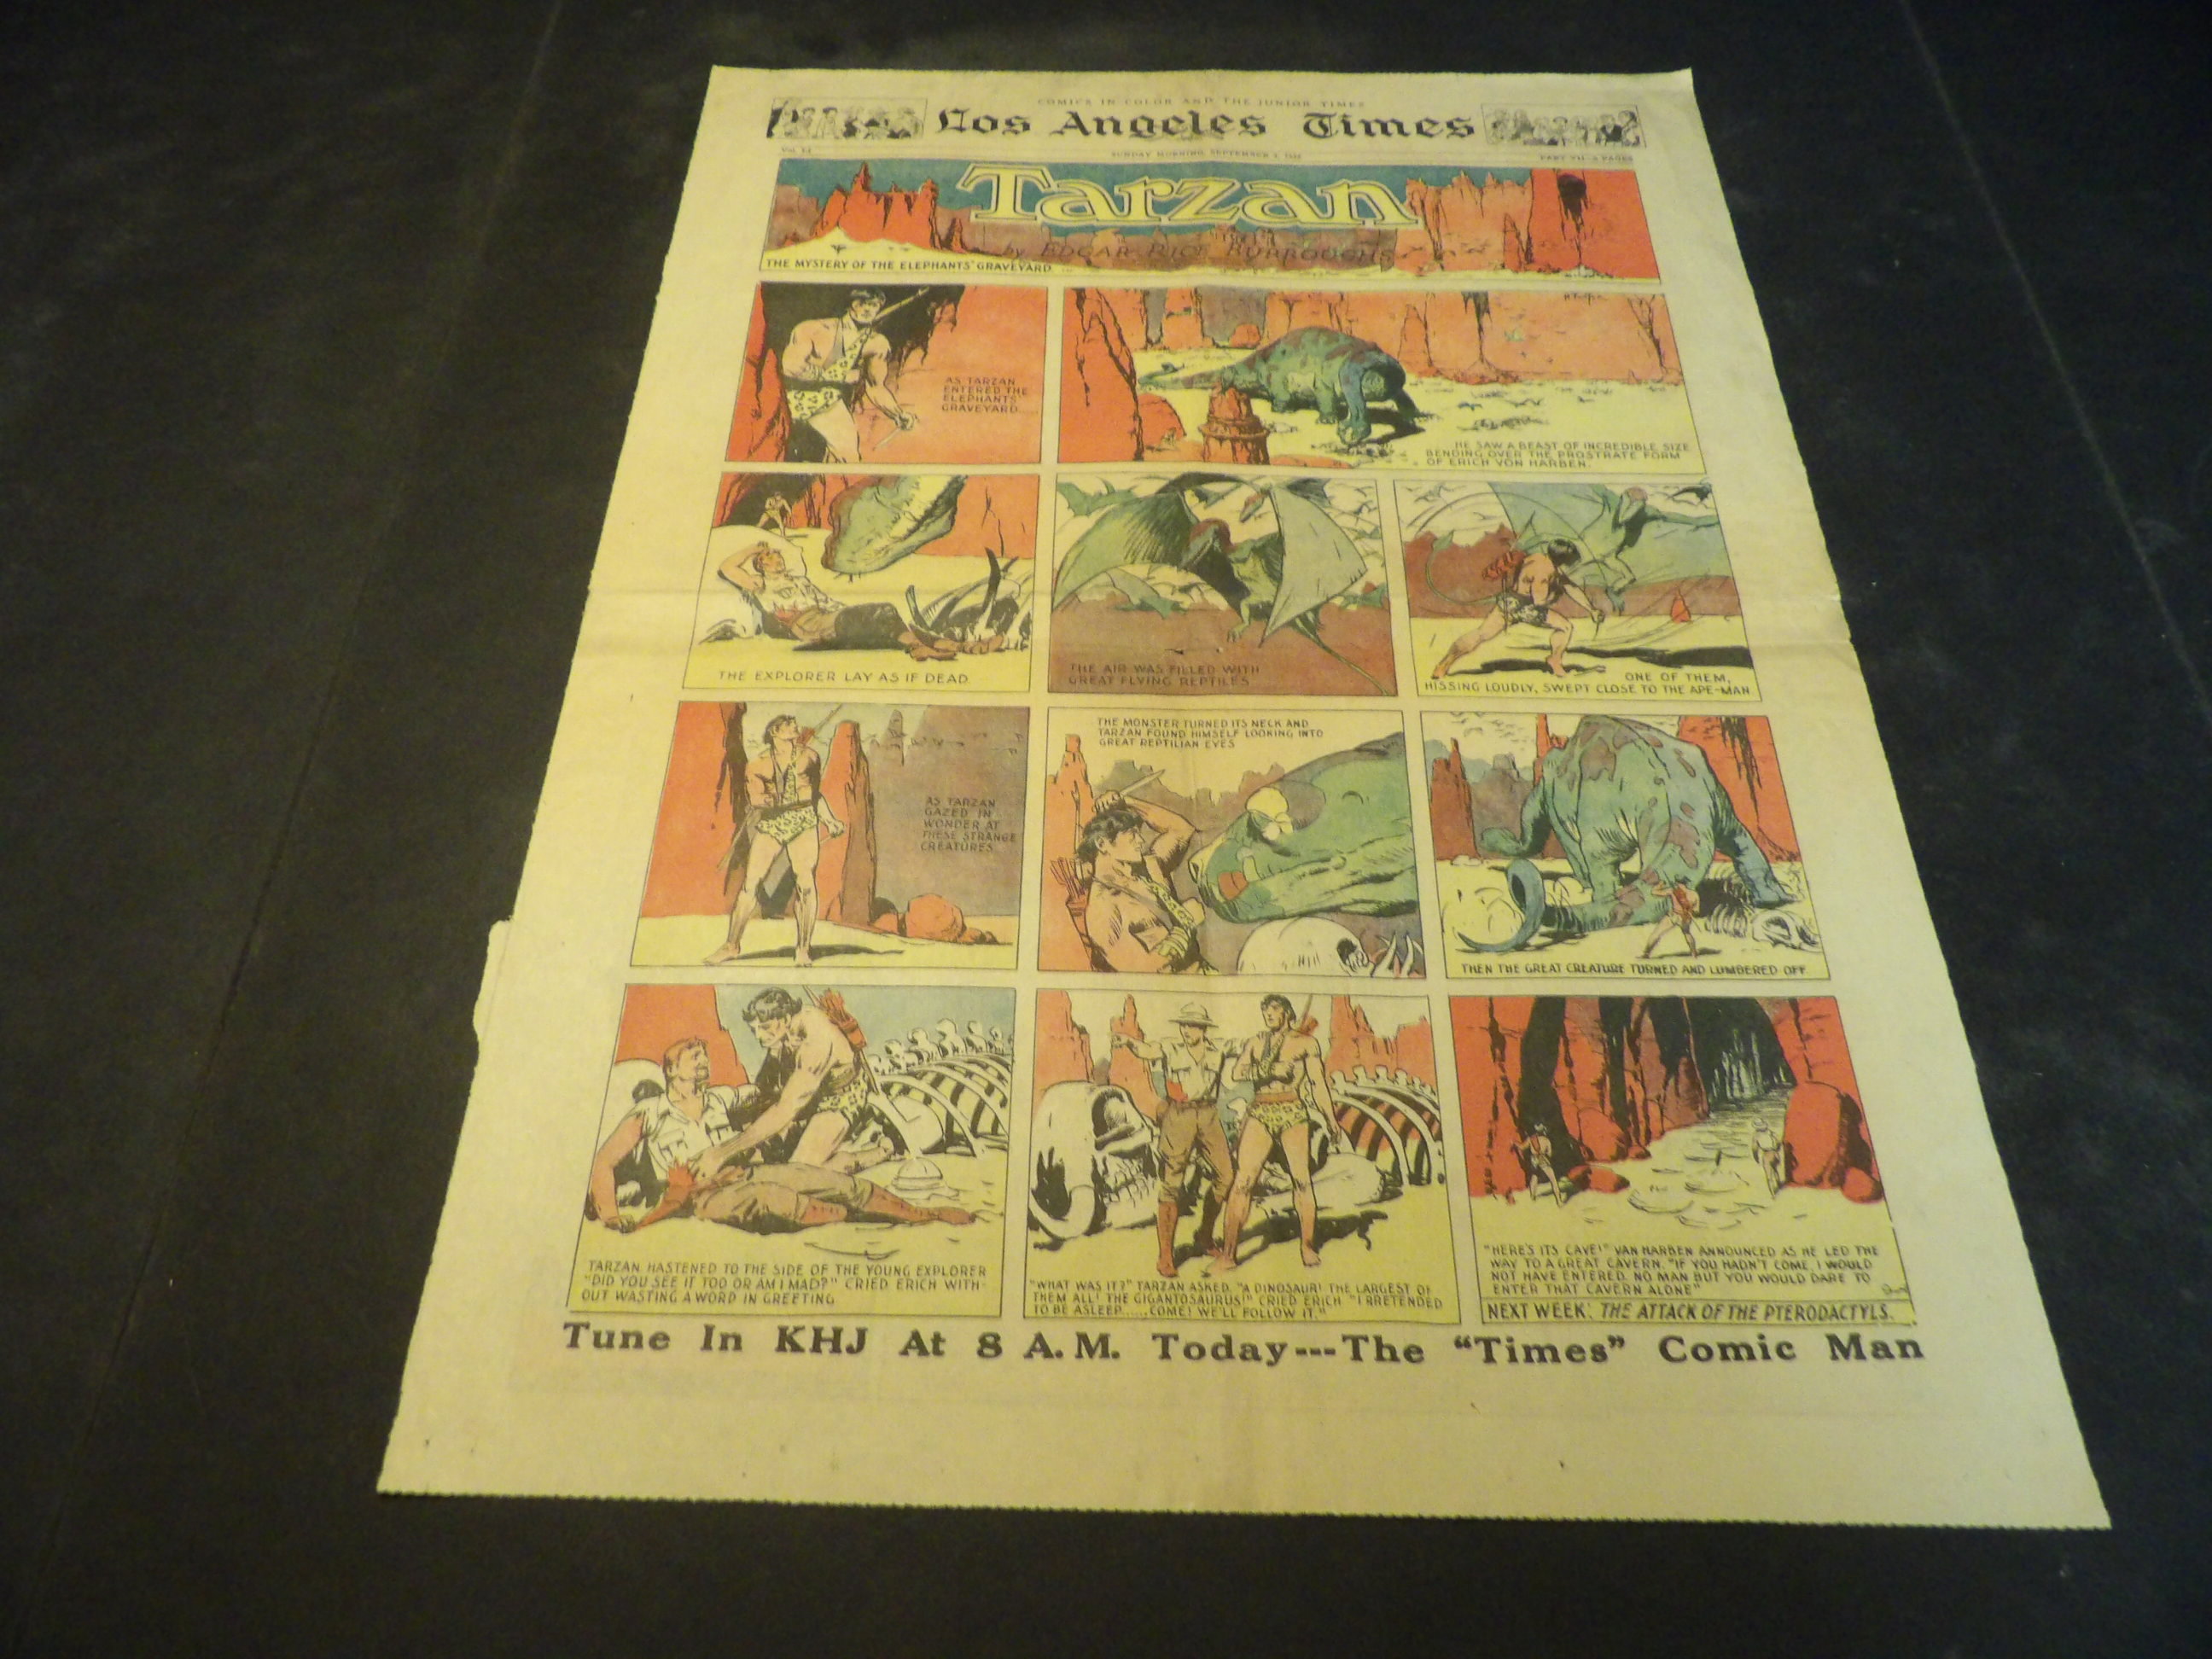 COMICS IN COLOR AND THE JUNIOR TIMES
Los Angeles Times
SUNDAY MORNING, SEPTEMBER
Tarzan
by EDGAR RICE BURROUGHS
THE MYSTERY OF THE ELEPHANTS' GRAVEYARD
AS TARZAN
ENTERED THE
ELEPHANTS'
GRAVEYARD.....
HE SAW A BEAST OF INCREDIBLE SIZE
BENDING OVER THE PROSTRATE FORM
OF ERICH VON HARBEN.
THE EXPLORER LAY AS IF DEAD.
THE AIR WAS FILLED WITH
GREAT FLYING REPTILES
ONE OF THEM,
HISSING LOUDLY, SWEPT CLOSE TO THE APE-MAN
AS TARZAN
GAZED IN
WONDER AT
THESE STRANGE
CREATURES
THE MONSTER TURNED ITS NECK AND
TARZAN FOUND HIMSELF LOOKING INTO
GREAT REPTILIAN EYES
THEN THE GREAT CREATURE TURNED AND LUMBERED OFF
TARZAN HASTENED TO THE SIDE OF THE YOUNG EXPLORER
"DID YOU SEE IT TOO OR AM I MAD?" CRIED ERICH WITH-
OUT WASTING A WORD IN GREETING
"WHAT WAS IT?" TARZAN ASKED. "A DINOSAUR! THE LARGEST OF
THEM ALL! THE GIGANTOSAURUS!" CRIED ERICH "I PRETENDED
TO BE ASLEEP.....COME! WE'LL FOLLOW IT."
"HERE'S ITS CAVE!" VAN HARBEN ANNOUNCED AS HE LED THE
WAY TO A GREAT CAVERN. "IF YOU HADN'T COME, I WOULD
NOT HAVE ENTERED. NO MAN BUT YOU WOULD DARE TO
ENTER THAT CAVERN ALONE"
NEXT WEEK: THE ATTACK OF THE PTERODACTYLS.
Tune In KHJ At 8 A.M. Today---The "Times" Comic Man